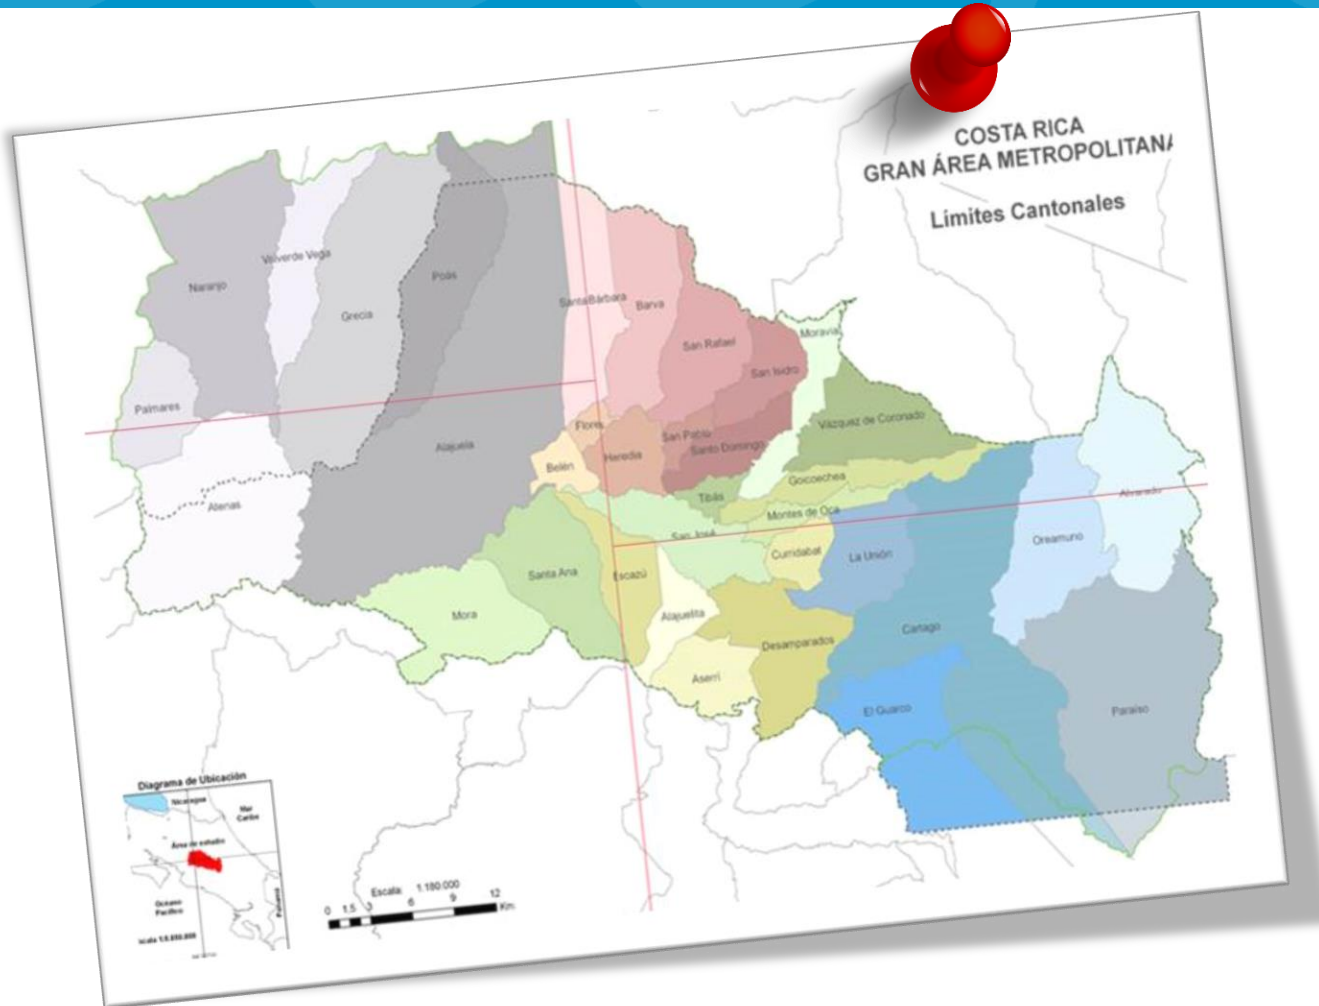 COSTA RICA
GRAN ÁREA METROPOLITANA
Límites Cantonales
Naranjo
Valverde Vega
Grecia
Poás
Santa Bárbara
Barva
San Rafael
San Isidro
Moravia
Palmares
Alajuela
Flores
Heredia
San Pablo
Santo Domingo
Vázquez de Coronado
Belén
Atenas
Tibás
Gocoechea
Montes de Oca
San José
Curridabat
La Unión
Oreamuno
Alvarado
Santa Ana
Escazú
Mora
Alajuelita
Desamparados
Cartago
Aserrí
El Guarco
Paraíso
Diagrama de Ubicación
Nicaragua
Mar
Caribe
Área de estudio
Océano
Pacífico
Panamá
Escala: 1:180.000
0 1,5 3 6 9 12
Km